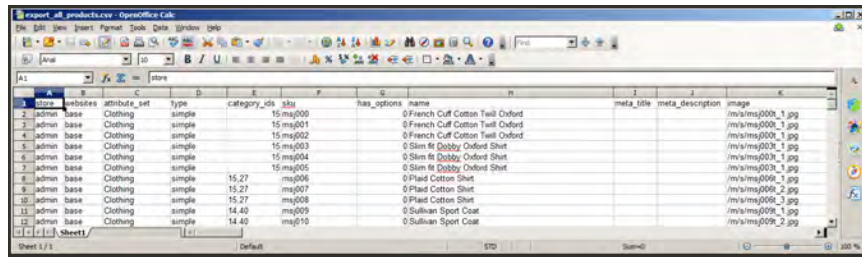 export_all_products.csv - OpenOffice Calc
File Edit View Insert Format Tools Data Window Help
Find
Arial 10 B I U
A1 store
A B C D E F G H I J K
1 store websites attribute_set type category_ids sku has_options name meta_title meta_description image
2 admin base Clothing simple 15 msj000 0 French Cuff Cotton Twill Oxford /m/s/msj000t_1.jpg
3 admin base Clothing simple 15 msj001 0 French Cuff Cotton Twill Oxford /m/s/msj000t_1.jpg
4 admin base Clothing simple 15 msj002 0 French Cuff Cotton Twill Oxford /m/s/msj000t_1.jpg
5 admin base Clothing simple 15 msj003 0 Slim fit Dobby Oxford Shirt /m/s/msj003t_1.jpg
6 admin base Clothing simple 15 msj004 0 Slim fit Dobby Oxford Shirt /m/s/msj003t_1.jpg
7 admin base Clothing simple 15 msj005 0 Slim fit Dobby Oxford Shirt /m/s/msj003t_1.jpg
8 admin base Clothing simple 15,27 msj006 0 Plaid Cotton Shirt /m/s/msj006t_1.jpg
9 admin base Clothing simple 15,27 msj007 0 Plaid Cotton Shirt /m/s/msj006t_2.jpg
10 admin base Clothing simple 15,27 msj008 0 Plaid Cotton Shirt /m/s/msj006t_3.jpg
11 admin base Clothing simple 14,40 msj009 0 Sullivan Sport Coat /m/s/msj009t_1.jpg
12 admin base Clothing simple 14,40 msj010 0 Sullivan Sport Coat /m/s/msj009t_2.jpg
Sheet1
Sheet 1 / 1 Default STD Sum=0 100 %